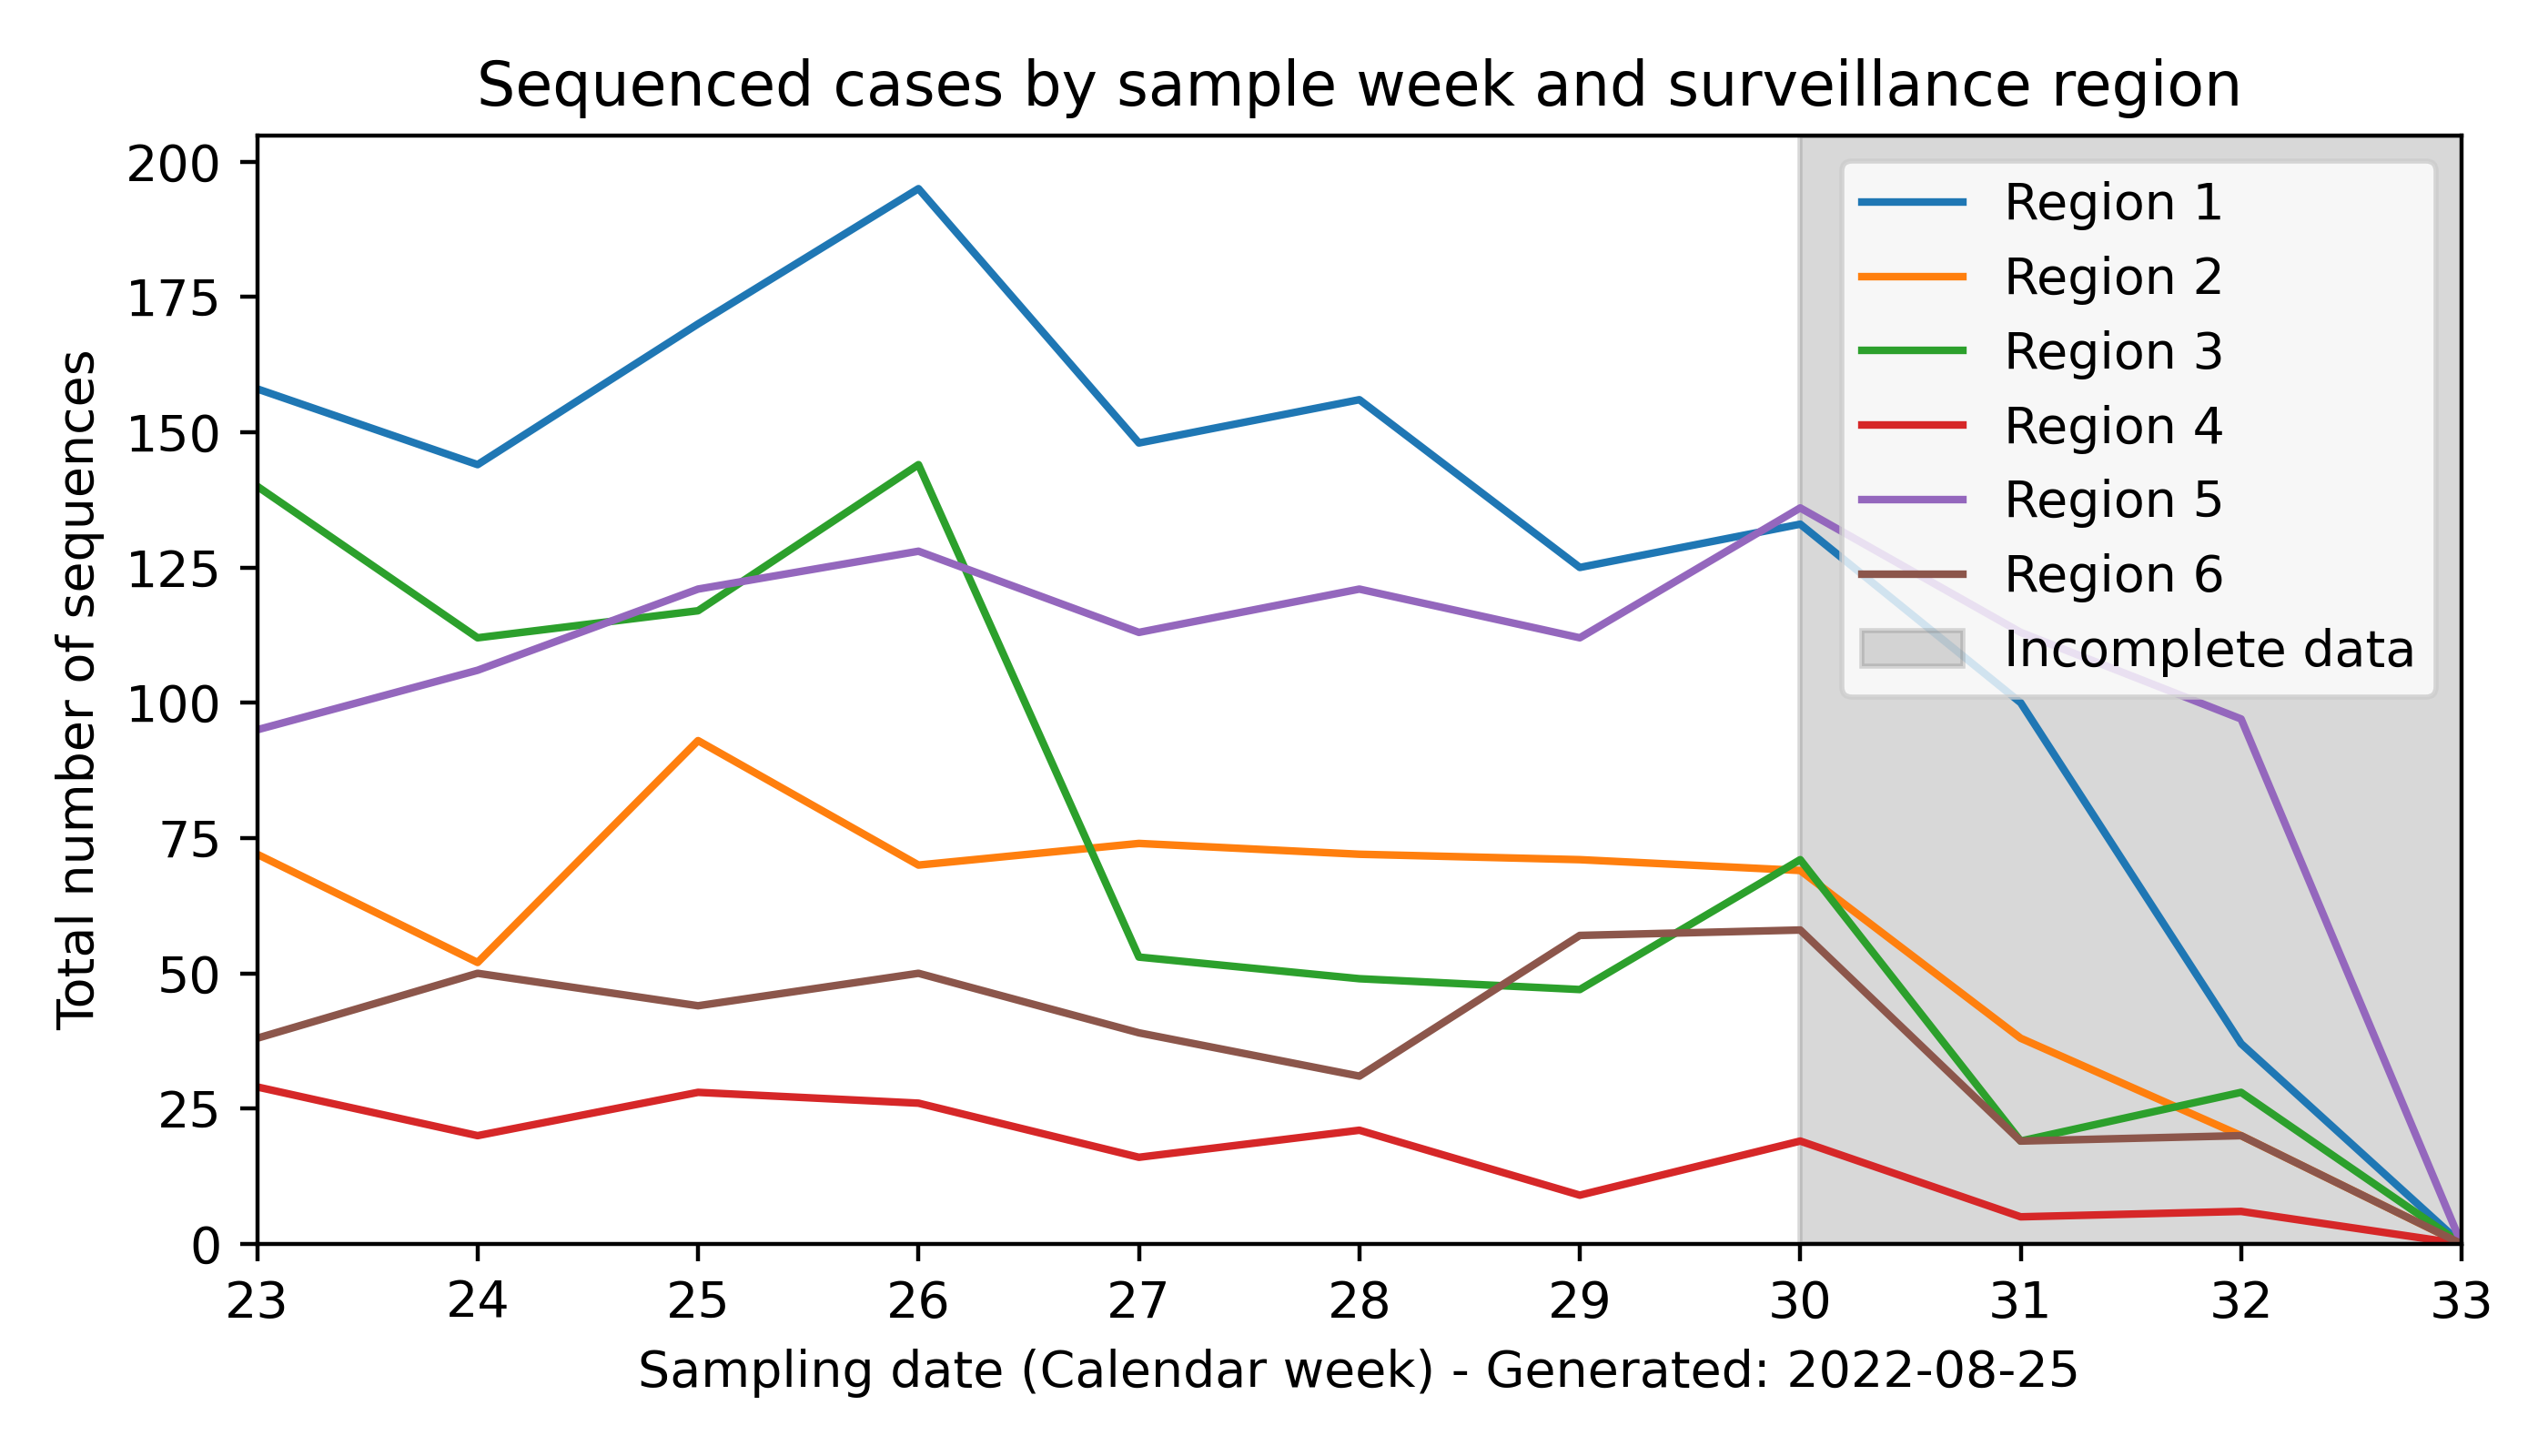 Sequenced cases by sample week and surveillance region
200
175
150
125
100
75
50
25
0
Total number of sequences
Region 1
Region 2
Region 3
Region 4
Region 5
Region 6
Incomplete data
23 24 25 26 27 28 29 30 31 32 33
Sampling date (Calendar week) - Generated: 2022-08-25